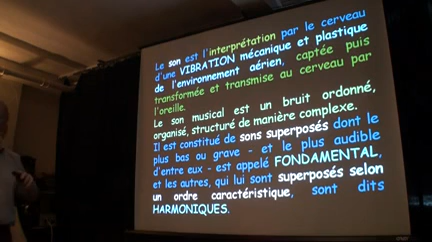 Le son est l'interprétation par le cerveau
d'une VIBRATION mécanique et plastique
de l'environnement aérien, captée puis
transformée et transmise au cerveau par
l'oreille.
Le son musical est un bruit ordonné,
organisé, structuré de manière complexe.
Il est constitué de sons superposés dont le
plus bas ou grave - et le plus audible
d'entre eux - est appelé FONDAMENTAL,
et les autres, qui lui sont superposés selon
un ordre caractéristique, sont dits
HARMONIQUES.